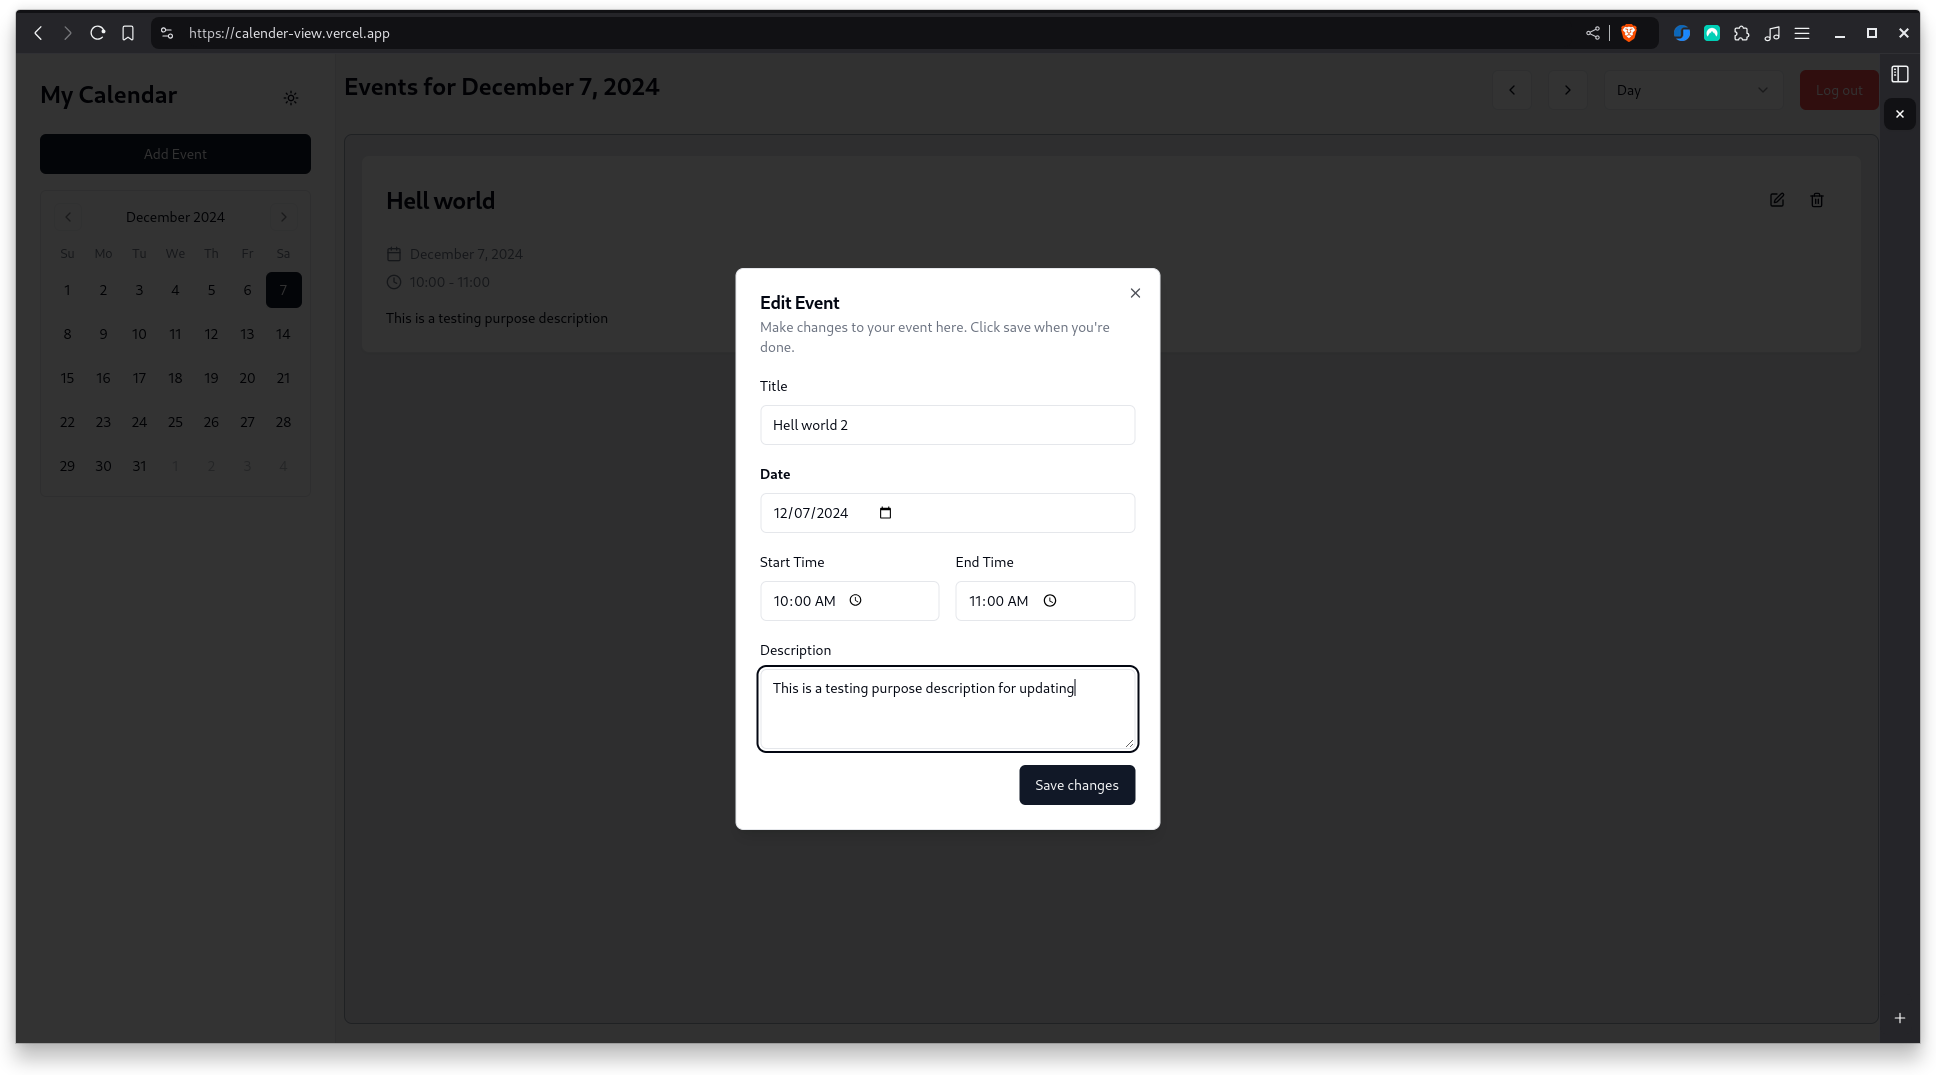 https://calender-view.vercel.app
My Calendar
Add Event
December 2024
Su Mo Tu We Th Fr Sa
1 2 3 4 5 6 7
8 9 10 11 12 13 14
15 16 17 18 19 20 21
22 23 24 25 26 27 28
29 30 31 1 2 3 4
Events for December 7, 2024
Day
Log out
Hell world
December 7, 2024
10:00 - 11:00
This is a testing purpose description
Edit Event
Make changes to your event here. Click save when you're
done.
Title
Hell world 2
Date
12/07/2024
Start Time End Time
10:00 AM 11:00 AM
Description
This is a testing purpose description for updating
Save changes